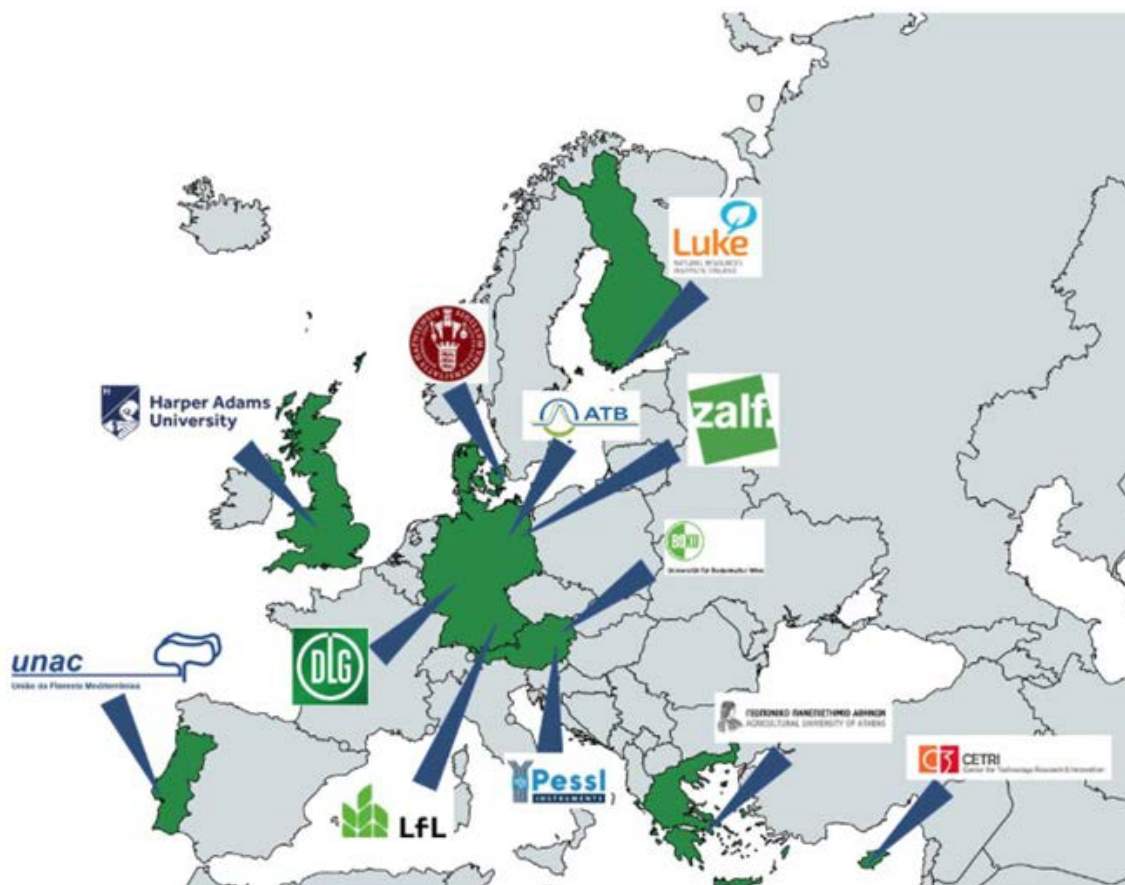 Luke
NATURAL RESOURCES
INSTITUTE FINLAND
Harper Adams
University
ATB
zalf.
BOKU
Universität für Bodenkultur Wien
DLG
unac
União da Floresta Mediterrânica
ΓΕΩΠΟΝΙΚΟ ΠΑΝΕΠΙΣΤΗΜΙΟ ΑΘΗΝΩΝ
AGRICULTURAL UNIVERSITY OF ATHENS
CETRI
Center for Technology Research & Innovation
Pessl
INSTRUMENTS
LfL